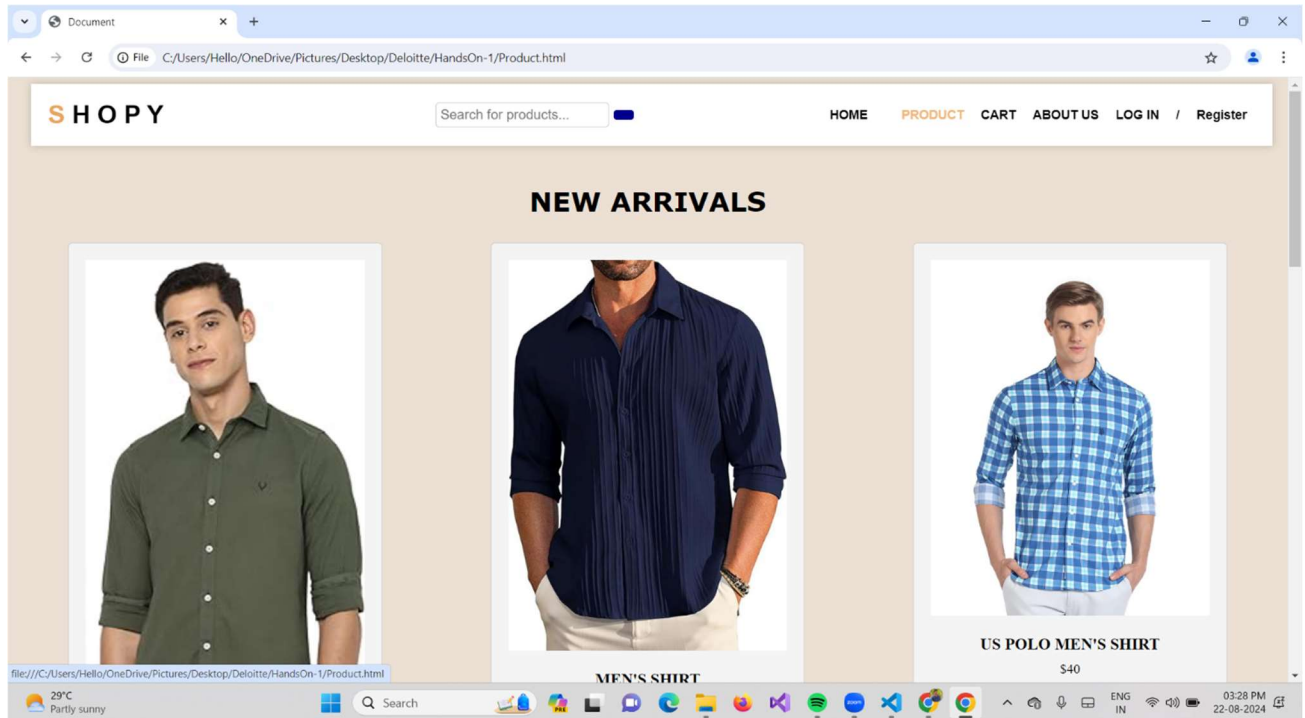 Document
File C:/Users/Hello/OneDrive/Pictures/Desktop/Deloitte/HandsOn-1/Product.html
SHOPY
Search for products...
HOME PRODUCT CART ABOUT US LOG IN / Register
NEW ARRIVALS
US POLO MEN'S SHIRT
$40
MEN'S SHIRT
file:///C:/Users/Hello/OneDrive/Pictures/Desktop/Deloitte/HandsOn-1/Product.html
29°C
Partly sunny
Search
PRE
zoom
ENG
IN
03:28 PM
22-08-2024